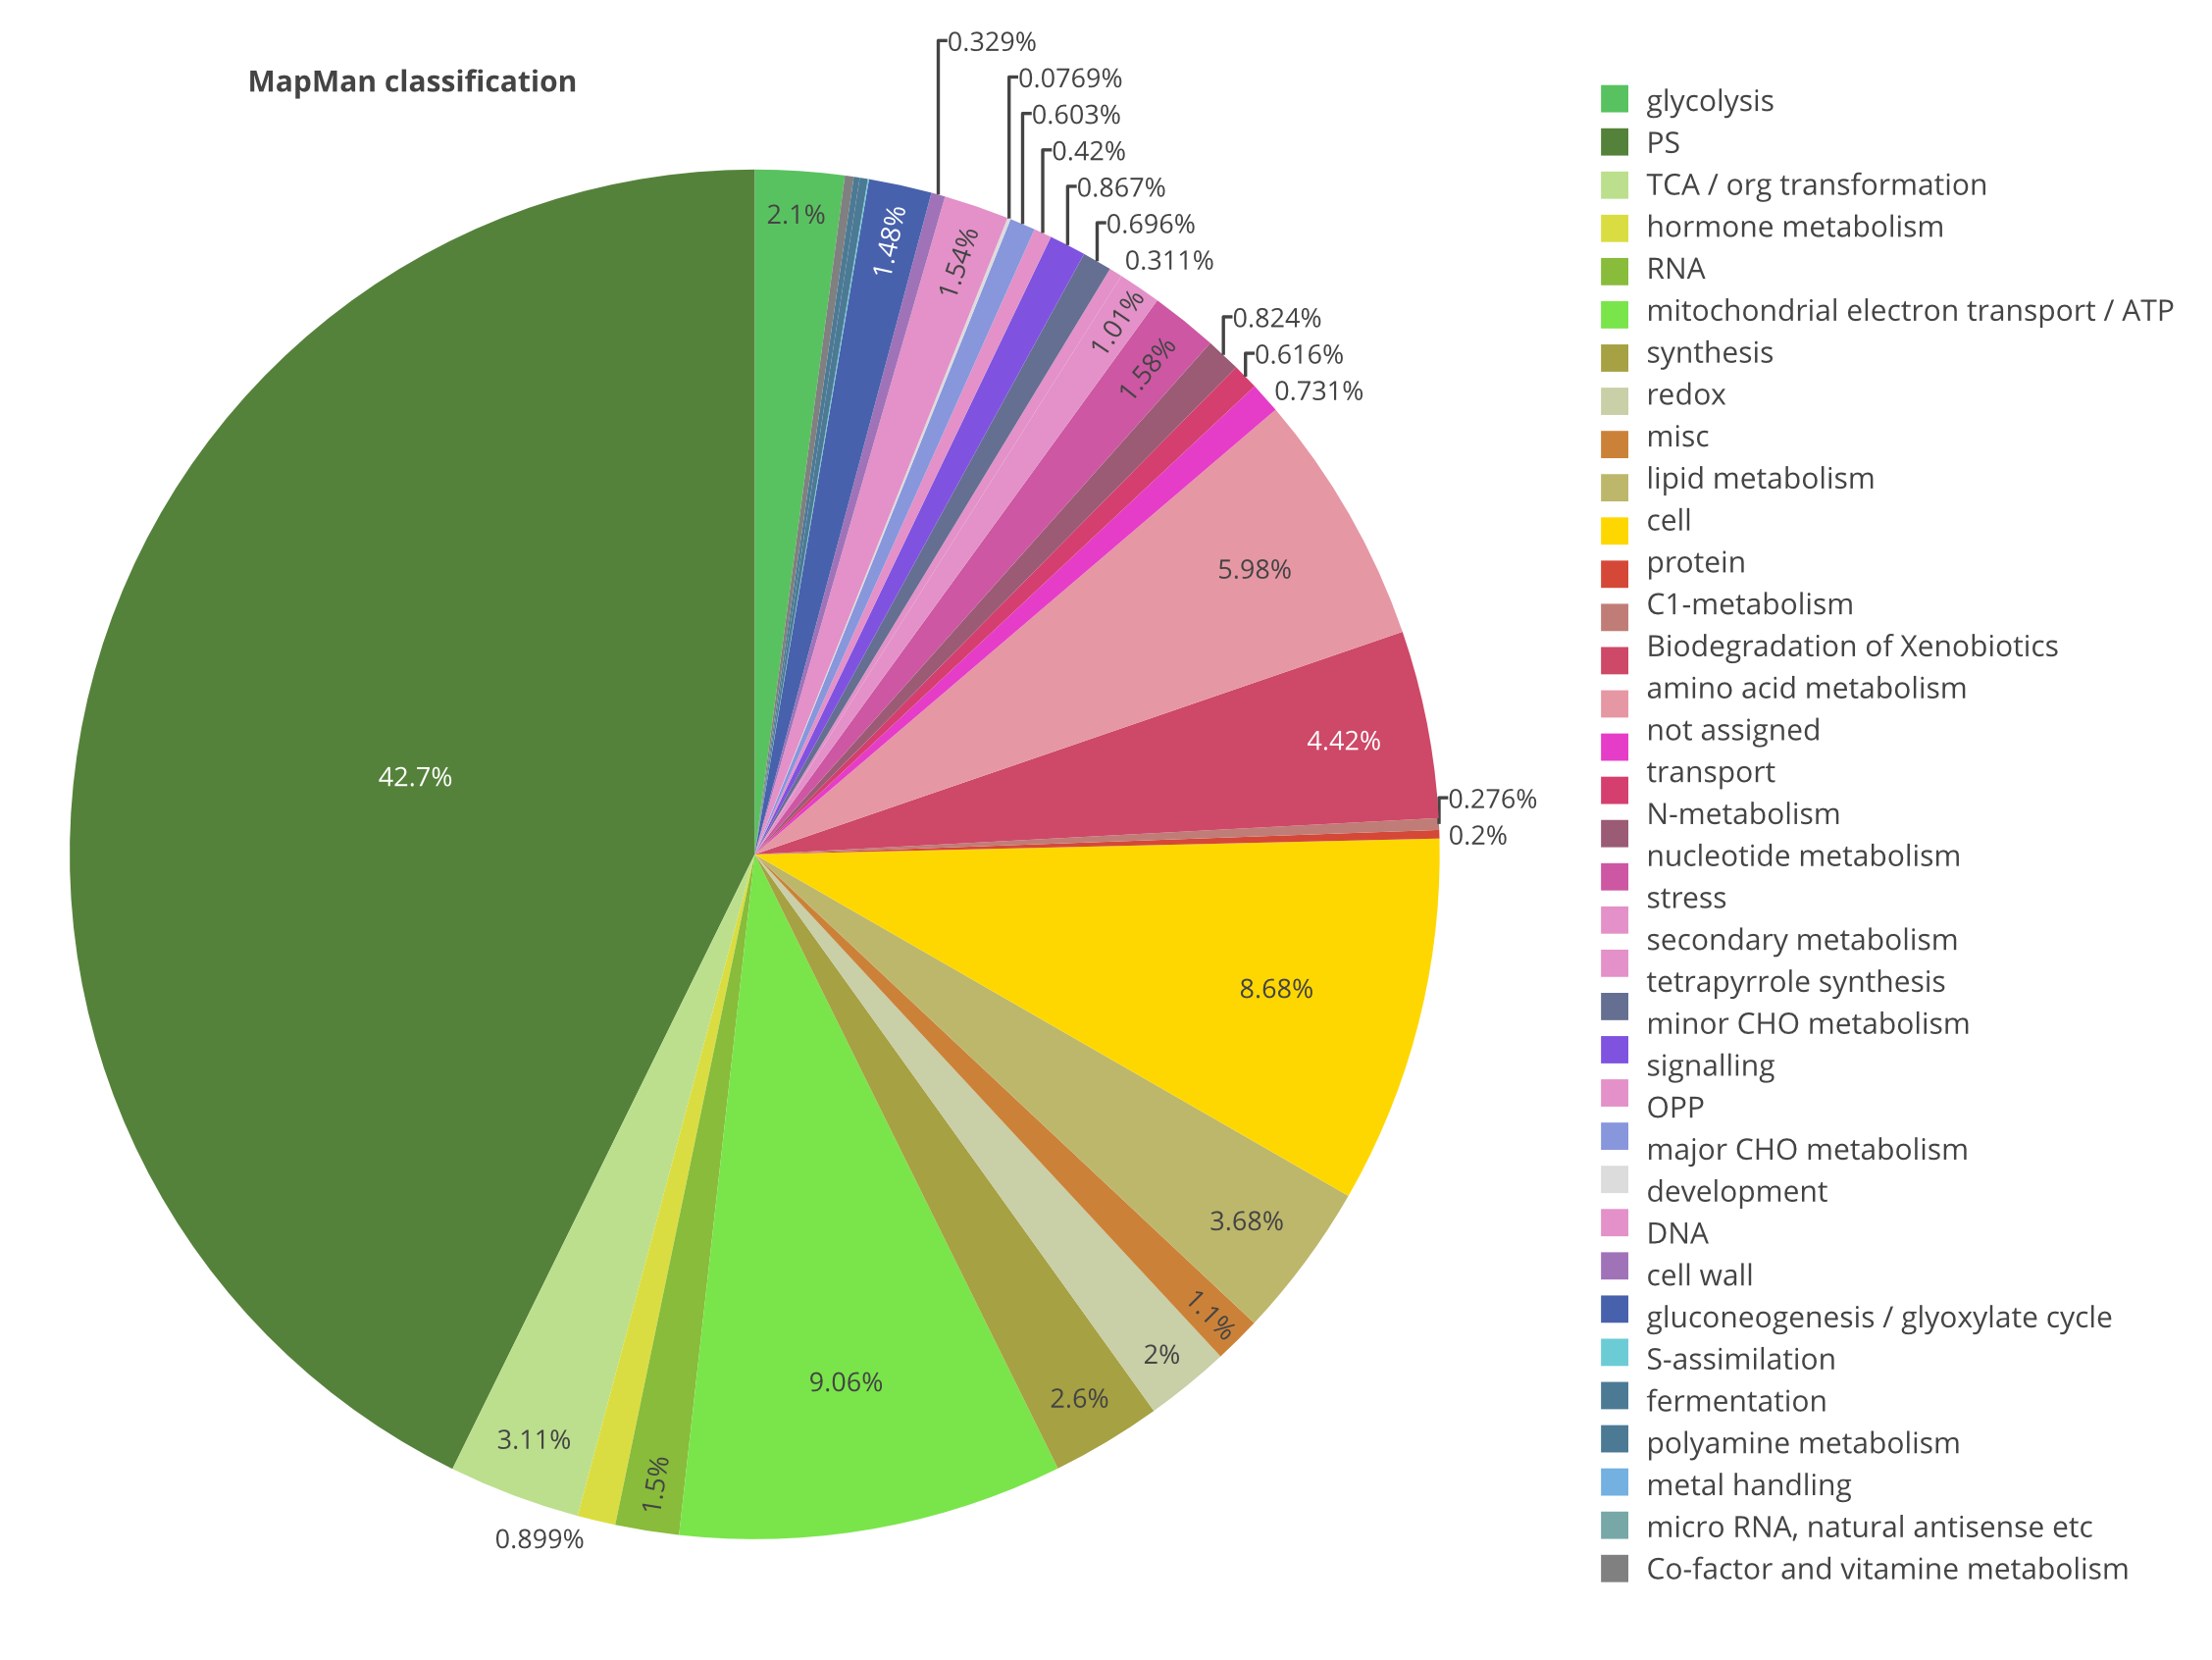 MapMan classification
0.329%
0.0769%
0.603%
0.42%
0.867%
0.696%
0.311%
0.824%
0.616%
0.731%
2.1%
1.48%
1.54%
1.01%
1.58%
5.98%
4.42%
0.276%
0.2%
42.7%
8.68%
3.68%
1.1%
2%
2.6%
9.06%
1.5%
3.11%
0.899%
glycolysis
PS
TCA / org transformation
hormone metabolism
RNA
mitochondrial electron transport / ATP
synthesis
redox
misc
lipid metabolism
cell
protein
C1-metabolism
Biodegradation of Xenobiotics
amino acid metabolism
not assigned
transport
N-metabolism
nucleotide metabolism
stress
secondary metabolism
tetrapyrrole synthesis
minor CHO metabolism
signalling
OPP
major CHO metabolism
development
DNA
cell wall
gluconeogenesis / glyoxylate cycle
S-assimilation
fermentation
polyamine metabolism
metal handling
micro RNA, natural antisense etc
Co-factor and vitamine metabolism